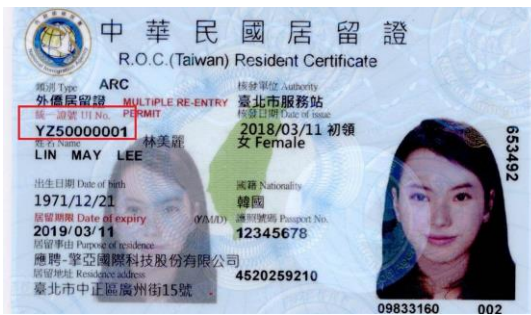 中華民國居留證
R.O.C.(Taiwan) Resident Certificate
類別 Type ARC
核發單位 Authority
外僑居留證 MULTIPLE RE-ENTRY PERMIT
臺北市服務站
統一證號 UI No.
核發日期 Date of issue
YZ50000001
2018/03/11 初領
姓名 Name 林美麗
女 Female
LIN MAY LEE
653492
出生日期 Date of birth
國籍 Nationality
1971/12/21
韓國
居留期限 Date of expiry (Y/M/D)
護照號碼 Passport No.
2019/03/11
12345678
居留事由 Purpose of residence
應聘-擎亞國際科技股份有限公司
居留地址 Residence address
4520259210
臺北市中正區廣州街15號
09833160 002